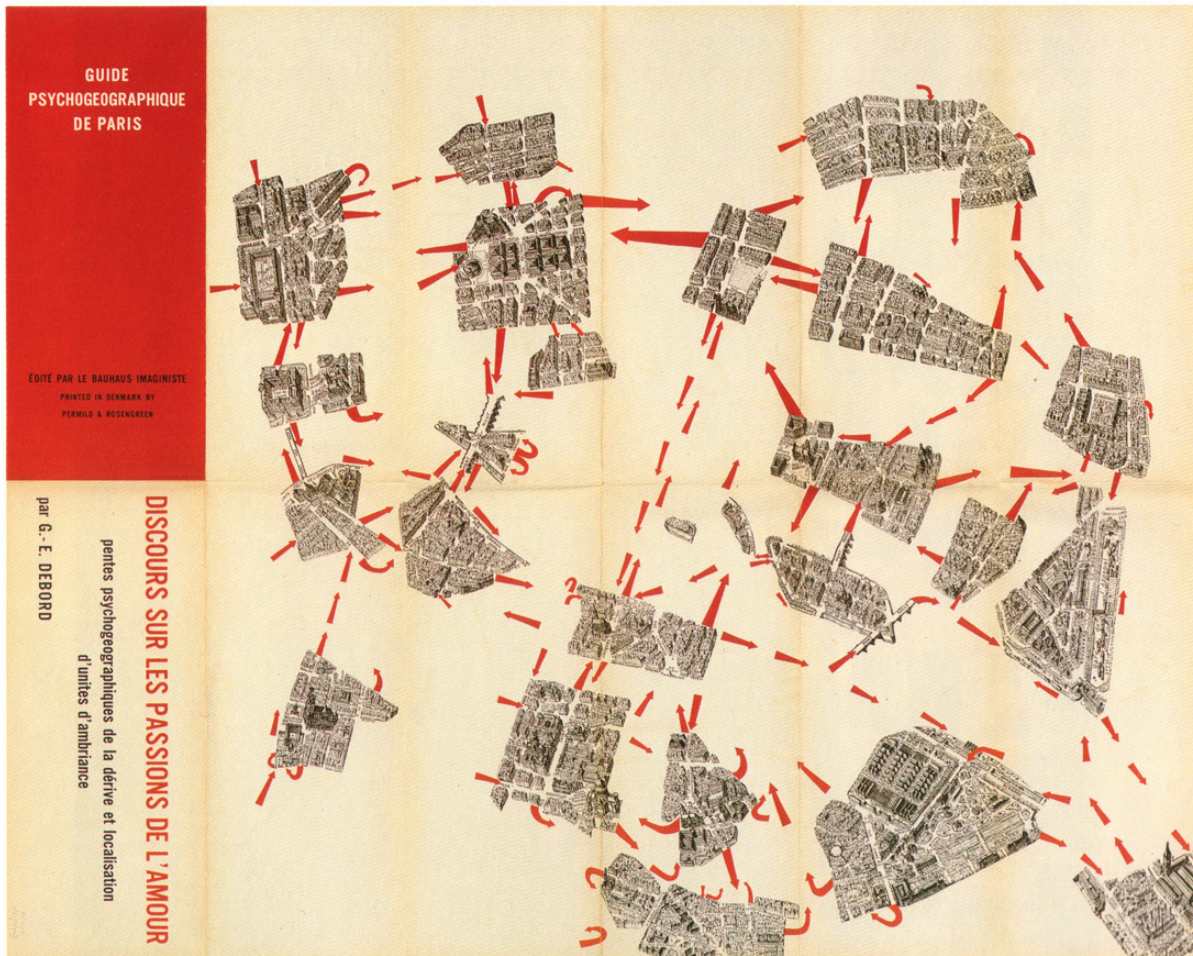 GUIDE
PSYCHOGEOGRAPHIQUE
DE PARIS
ÉDITÉ PAR LE BAUHAUS IMAGINISTE
PRINTED IN DENMARK BY
PERMILD & ROSENGREEN
DISCOURS SUR LES PASSIONS DE L'AMOUR
pentes psychogeographiques de la dérive et localisation
d'unites d'ambriance
par G.-E. DEBORD